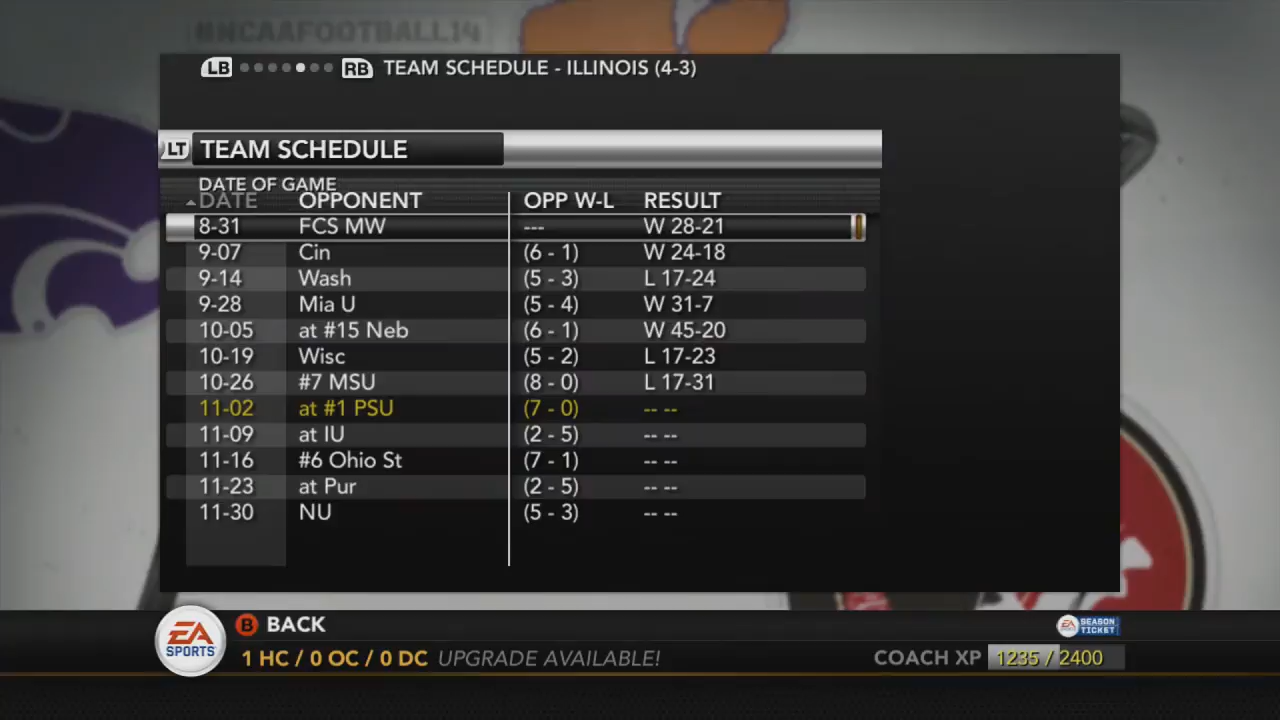 #NCAAFOOTBALL14
LB RB TEAM SCHEDULE - ILLINOIS (4-3)
LT TEAM SCHEDULE
DATE OF GAME
DATE OPPONENT OPP W-L RESULT
8-31 FCS MW --- W 28-21
9-07 Cin (6 - 1) W 24-18
9-14 Wash (5 - 3) L 17-24
9-28 Mia U (5 - 4) W 31-7
10-05 at #15 Neb (6 - 1) W 45-20
10-19 Wisc (5 - 2) L 17-23
10-26 #7 MSU (8 - 0) L 17-31
11-02 at #1 PSU (7 - 0) -- --
11-09 at IU (2 - 5) -- --
11-16 #6 Ohio St (7 - 1) -- --
11-23 at Pur (2 - 5) -- --
11-30 NU (5 - 3) -- --
EA SPORTS
B BACK
EA SEASON TICKET
1 HC / 0 OC / 0 DC UPGRADE AVAILABLE!
COACH XP 1235 / 2400